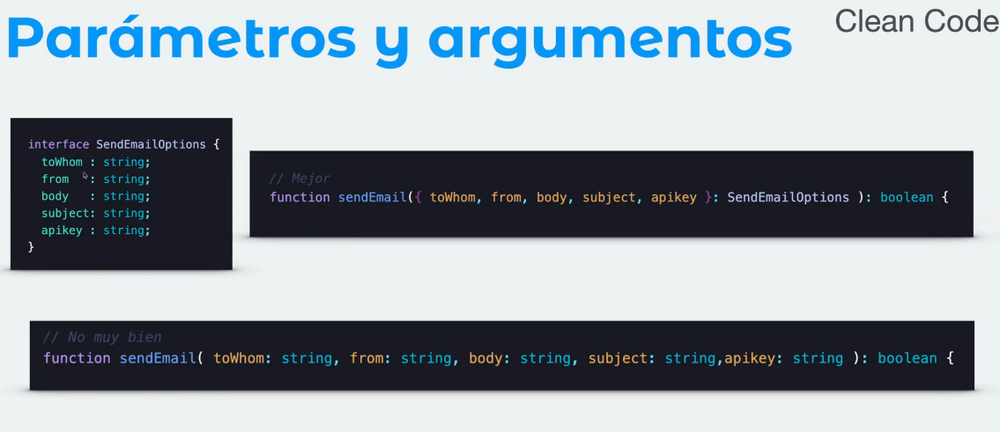 Parámetros y argumentos
Clean Code
interface SendEmailOptions {
toWhom : string;
from : string;
body : string;
subject: string;
apikey : string;
}
// Mejor
function sendEmail({ toWhom, from, body, subject, apikey }: SendEmailOptions ): boolean {
// No muy bien
function sendEmail( toWhom: string, from: string, body: string, subject: string,apikey: string ): boolean {